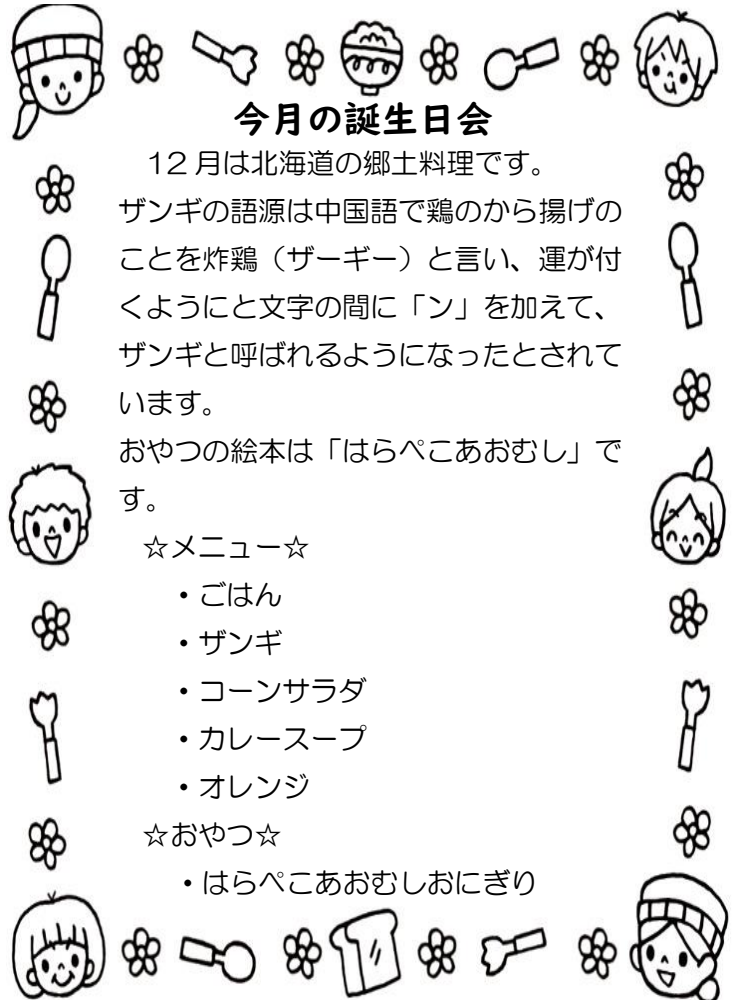 今月の誕生日会
12月は北海道の郷土料理です。
ザンギの語源は中国語で鶏のから揚げの
ことを炸鶏（ザーギー）と言い、運が付
くようにと文字の間に「ン」を加えて、
ザンギと呼ばれるようになったとされて
います。
おやつの絵本は「はらぺこあおむし」で
す。
☆メニュー☆
・ごはん
・ザンギ
・コーンサラダ
・カレースープ
・オレンジ
☆おやつ☆
・はらぺこあおむしおにぎり